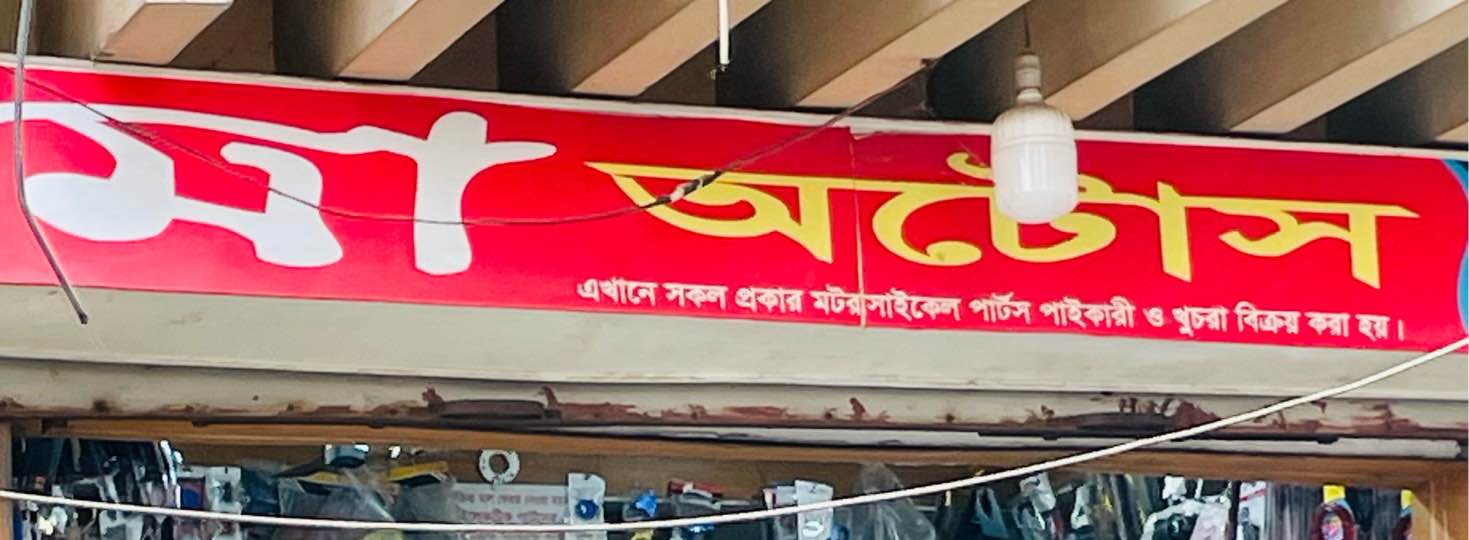 মা অটোস
এখানে সকল প্রকার মটরসাইকেল পার্টস পাইকারী ও খুচরা বিক্রয় করা হয়।